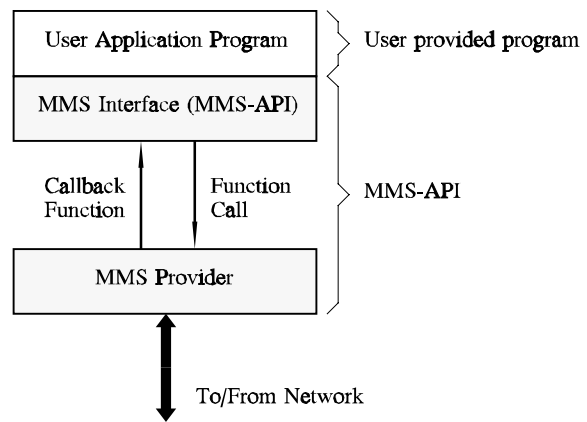 User Application Program
User provided program
MMS Interface (MMS-API)
Callback
Function
Function
Call
MMS-API
MMS Provider
To/From Network